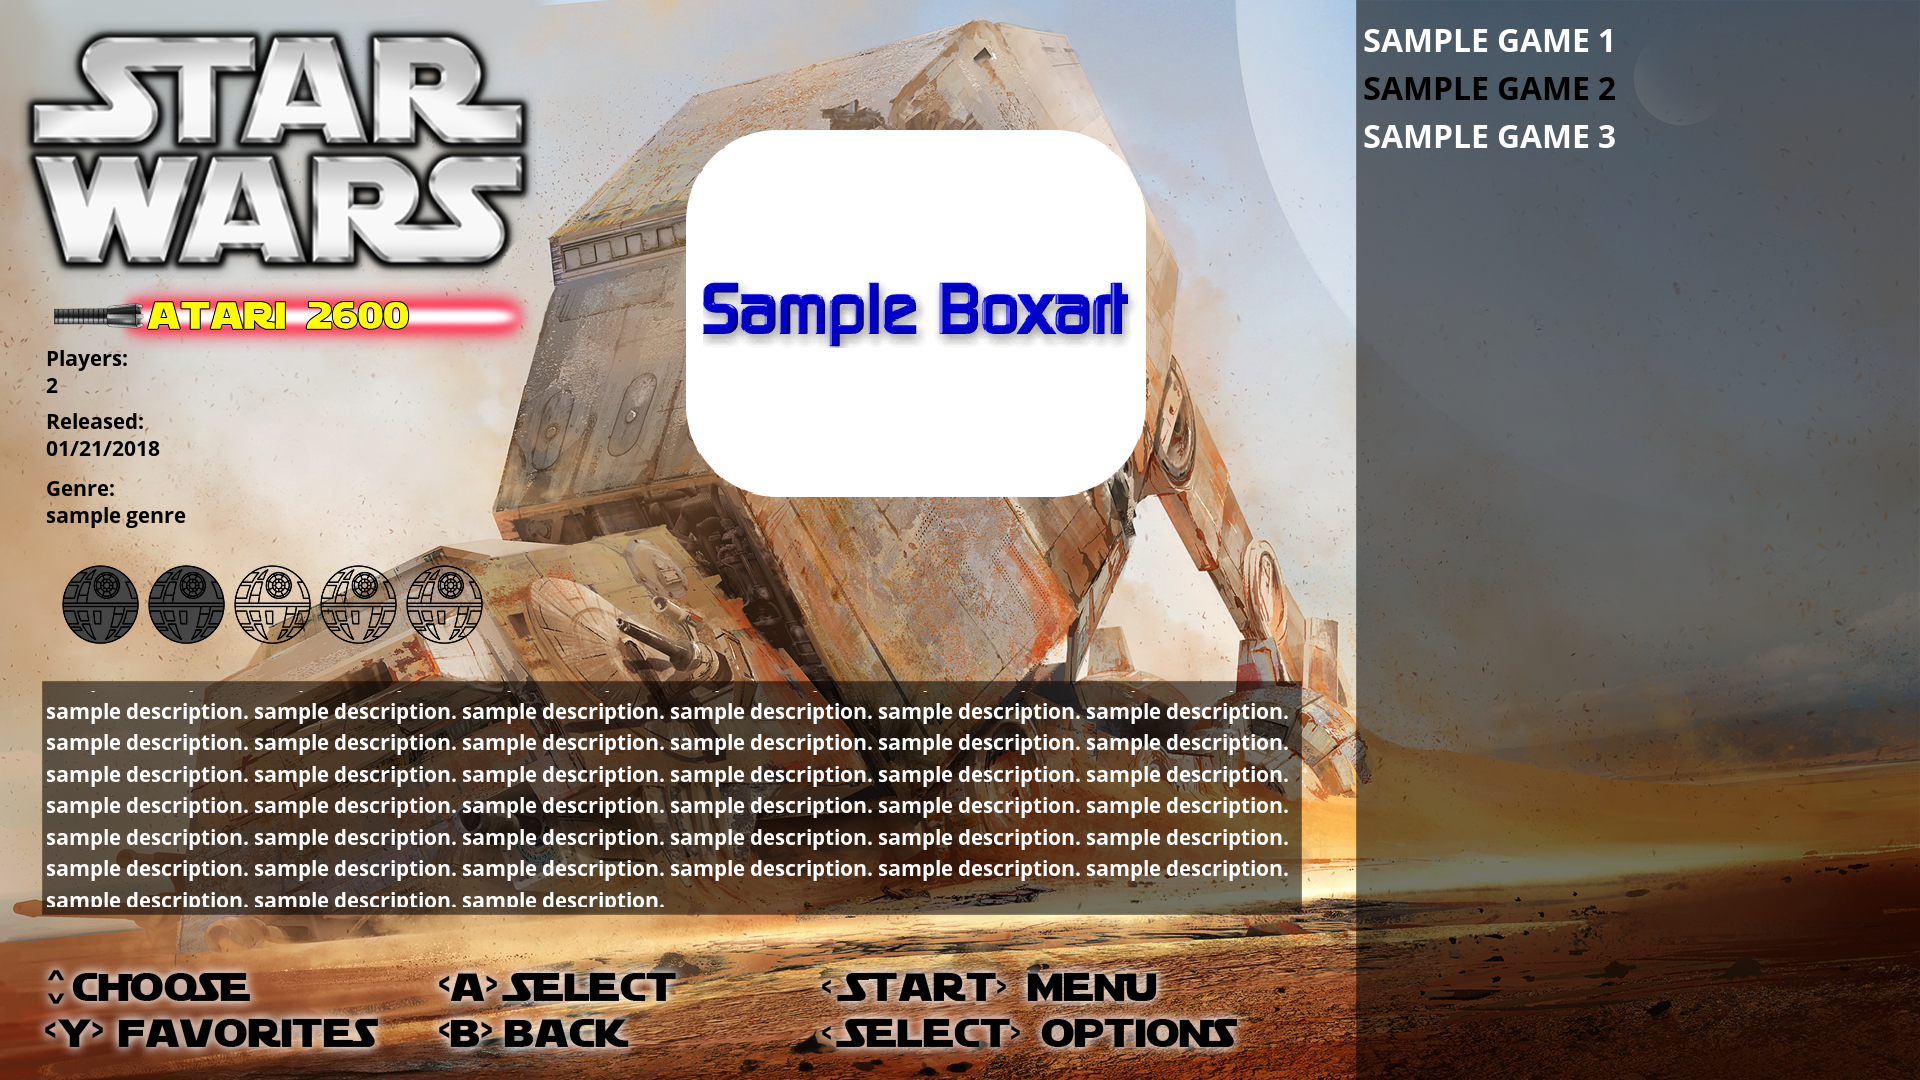 STAR
WARS
ATARI 2600
Players:
2
Released:
01/21/2018
Genre:
sample genre
Sample Boxart
sample description. sample description. sample description. sample description. sample description. sample description.
sample description. sample description. sample description. sample description. sample description. sample description.
sample description. sample description. sample description. sample description. sample description. sample description.
sample description. sample description. sample description. sample description. sample description. sample description.
sample description. sample description. sample description. sample description. sample description. sample description.
sample description. sample description. sample description. sample description. sample description. sample description.
sample description. sample description. sample description.
CHOOSE
<A> SELECT
<START> MENU
<Y> FAVORITES
<B> BACK
<SELECT> OPTIONS
SAMPLE GAME 1
SAMPLE GAME 2
SAMPLE GAME 3